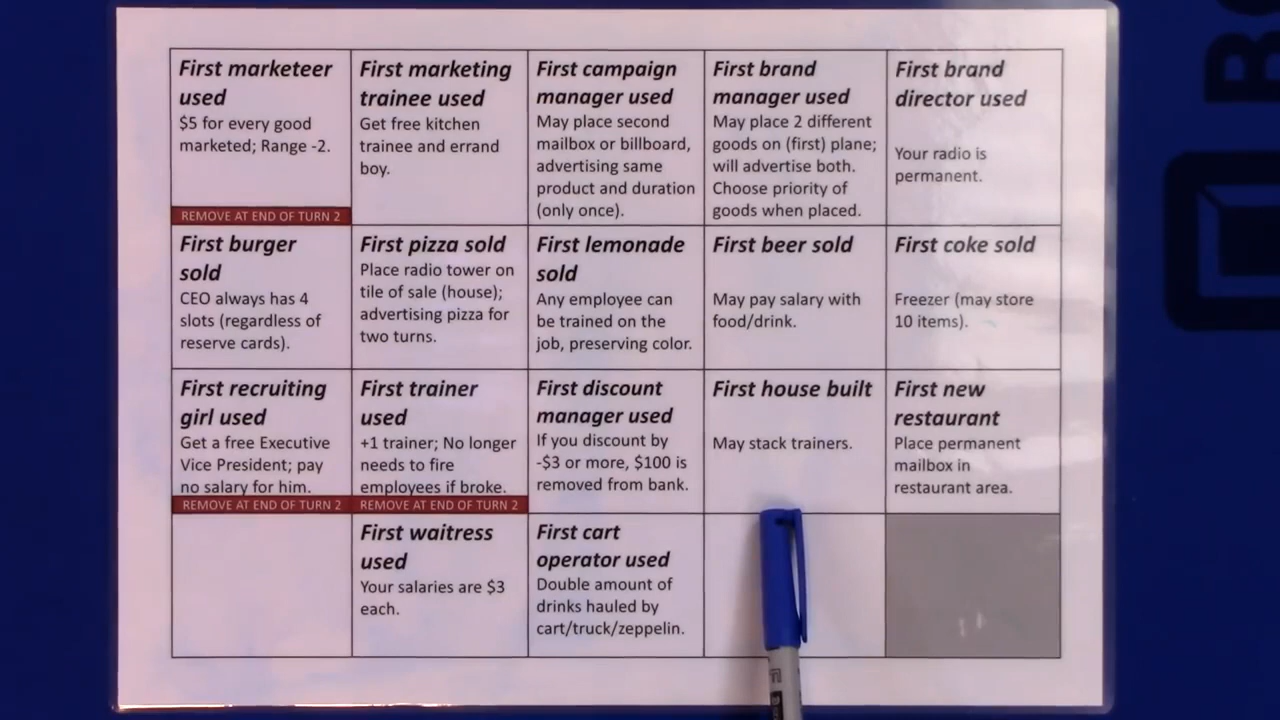 First marketeer
used
$5 for every good
marketed; Range -2.
REMOVE AT END OF TURN 2
First marketing
trainee used
Get free kitchen
trainee and errand
boy.
First campaign
manager used
May place second
mailbox or billboard,
advertising same
product and duration
(only once).
First brand
manager used
May place 2 different
goods on (first) plane;
will advertise both.
Choose priority of
goods when placed.
First brand
director used
Your radio is
permanent.
First burger
sold
CEO always has 4
slots (regardless of
reserve cards).
First pizza sold
Place radio tower on
tile of sale (house);
advertising pizza for
two turns.
First lemonade
sold
Any employee can
be trained on the
job, preserving color.
First beer sold
May pay salary with
food/drink.
First coke sold
Freezer (may store
10 items).
First recruiting
girl used
Get a free Executive
Vice President; pay
no salary for him.
REMOVE AT END OF TURN 2
First trainer
used
+1 trainer; No longer
needs to fire
employees if broke.
REMOVE AT END OF TURN 2
First discount
manager used
If you discount by
-$3 or more, $100 is
removed from bank.
First house built
May stack trainers.
First new
restaurant
Place permanent
mailbox in
restaurant area.
First waitress
used
Your salaries are $3
each.
First cart
operator used
Double amount of
drinks hauled by
cart/truck/zeppelin.